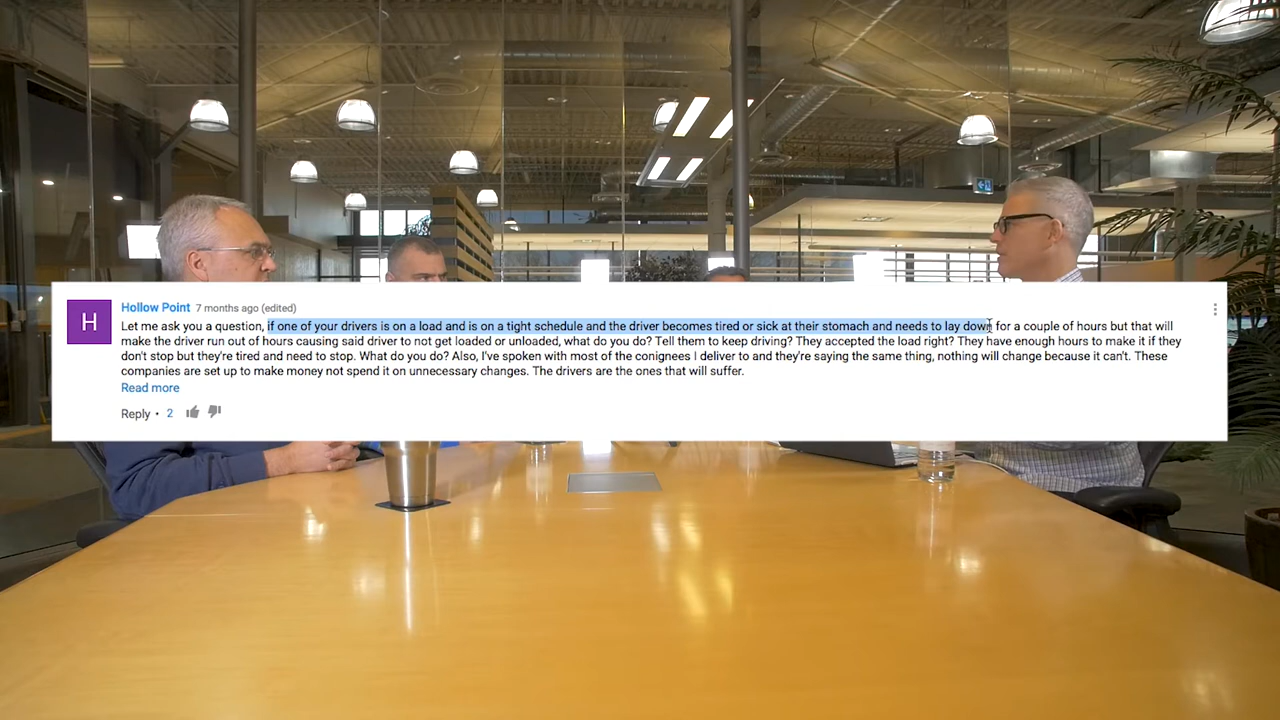 H
Hollow Point 7 months ago (edited)
Let me ask you a question, if one of your drivers is on a load and is on a tight schedule and the driver becomes tired or sick at their stomach and needs to lay down for a couple of hours but that will
make the driver run out of hours causing said driver to not get loaded or unloaded, what do you do? Tell them to keep driving? They accepted the load right? They have enough hours to make it if they
don't stop but they're tired and need to stop. What do you do? Also, I've spoken with most of the conignees I deliver to and they're saying the same thing, nothing will change because it can't. These
companies are set up to make money not spend it on unnecessary changes. The drivers are the ones that will suffer.
Read more
Reply • 2